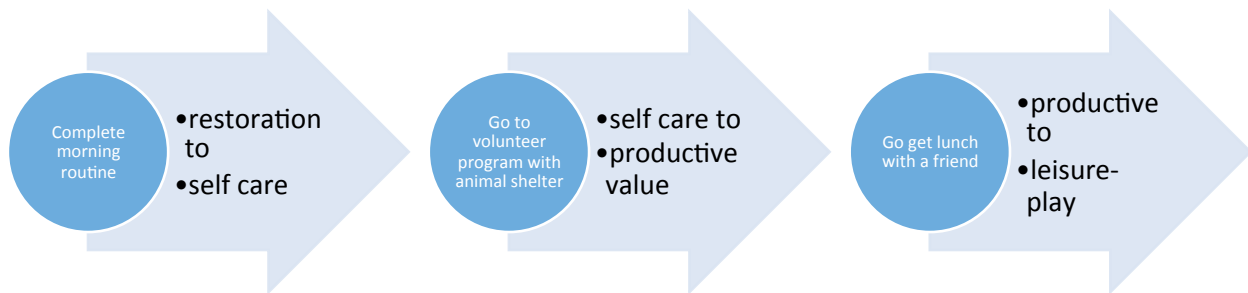 Complete
morning
routine
•restoration
to
•self care
Go to
volunteer
program with
animal shelter
•self care to
•productive
value
Go get lunch
with a friend
•productive
to
•leisure-
play